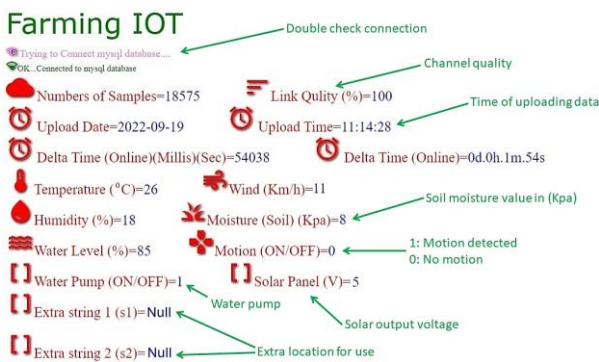 Farming IOT
Trying to Connect mysql database....
Double check connection
OK...Connected to mysql database
Channel quality
Numbers of Samples=18575
Link Qulity (%)=100
Time of uploading data
Upload Date=2022-09-19
Upload Time=11:14:28
Delta Time (Online)(Millis)(Sec)=54038
Delta Time (Online)=0d.0h.1m.54s
Temperature (°C)=26
Wind (Km/h)=11
Soil moisture value in (Kpa)
Humidity (%)=18
Moisture (Soil) (Kpa)=8
Water Level (%)=85
Motion (ON/OFF)=0
1: Motion detected
0: No motion
Water Pump (ON/OFF)=1
Solar Panel (V)=5
Water pump
Extra string 1 (s1)=Null
Solar output voltage
Extra string 2 (s2)=Null
Extra location for use